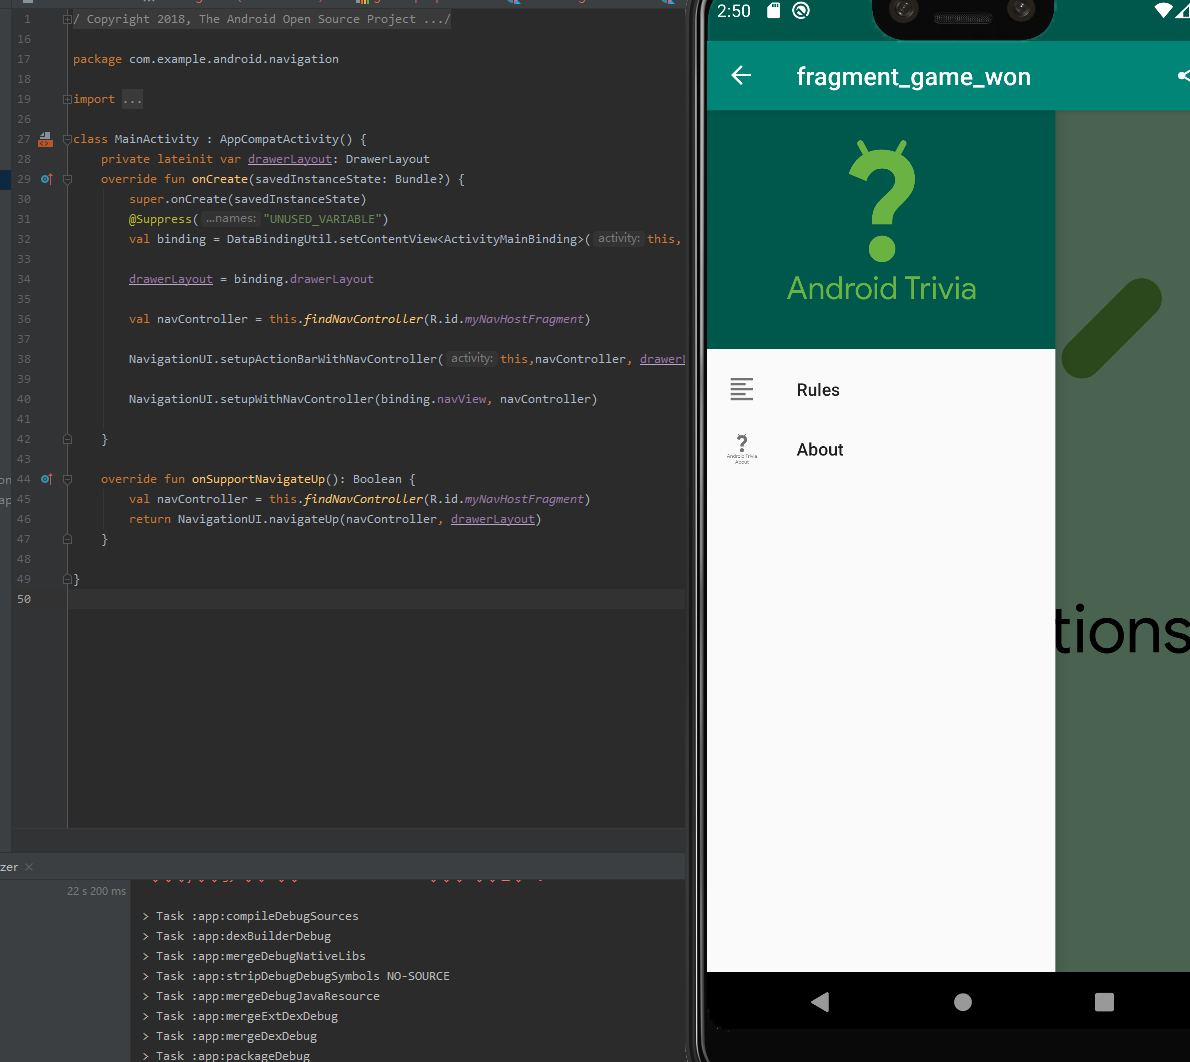 1 / Copyright 2018, The Android Open Source Project .../
16
17 package com.example.android.navigation
18
19 import ...
26
27 class MainActivity : AppCompatActivity() {
28 private lateinit var drawerLayout: DrawerLayout
29 override fun onCreate(savedInstanceState: Bundle?) {
30 super.onCreate(savedInstanceState)
31 @Suppress( ...names: "UNUSED_VARIABLE")
32 val binding = DataBindingUtil.setContentView<ActivityMainBinding>( activity: this,
33
34 drawerLayout = binding.drawerLayout
35
36 val navController = this.findNavController(R.id.myNavHostFragment)
37
38 NavigationUI.setupActionBarWithNavController( activity: this,navController, drawerl
39
40 NavigationUI.setupWithNavController(binding.navView, navController)
41
42 }
43
44 override fun onSupportNavigateUp(): Boolean {
45 val navController = this.findNavController(R.id.myNavHostFragment)
46 return NavigationUI.navigateUp(navController, drawerLayout)
47 }
48
49 }
50
on
ap
zer ×
22 s 200 ms
> Task :app:compileDebugSources
> Task :app:dexBuilderDebug
> Task :app:mergeDebugNativeLibs
> Task :app:stripDebugDebugSymbols NO-SOURCE
> Task :app:mergeDebugJavaResource
> Task :app:mergeExtDexDebug
> Task :app:mergeDexDebug
> Task :app:packageDebug
2:50
fragment_game_won
Android Trivia
Rules
Android Trivia
About
About
tions